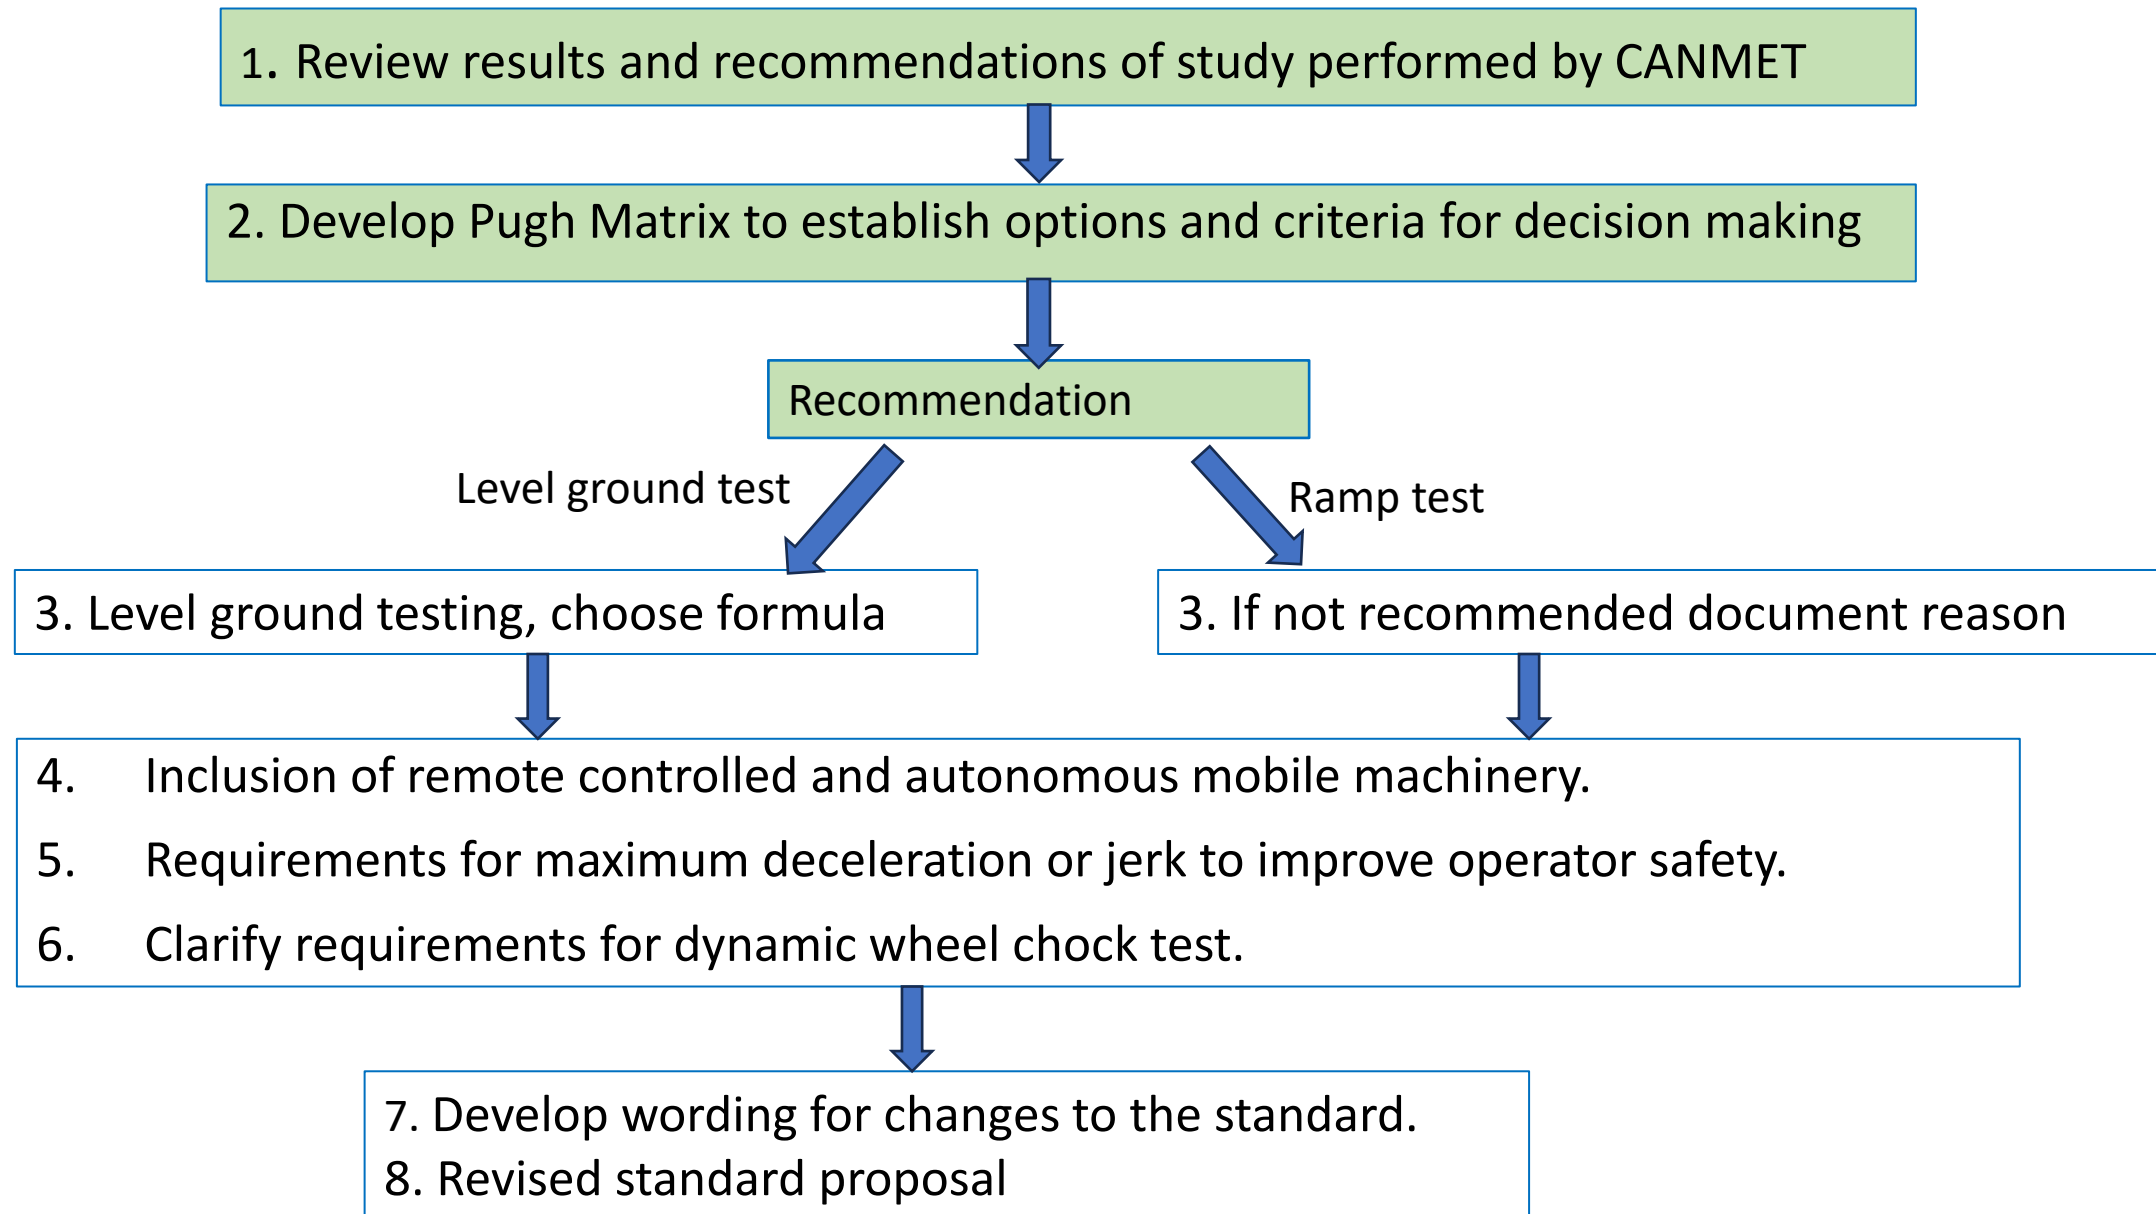 1. Review results and recommendations of study performed by CANMET
2. Develop Pugh Matrix to establish options and criteria for decision making
Recommendation
Level ground test
Ramp test
3. Level ground testing, choose formula
3. If not recommended document reason
4. Inclusion of remote controlled and autonomous mobile machinery.
5. Requirements for maximum deceleration or jerk to improve operator safety.
6. Clarify requirements for dynamic wheel chock test.
7. Develop wording for changes to the standard.
8. Revised standard proposal